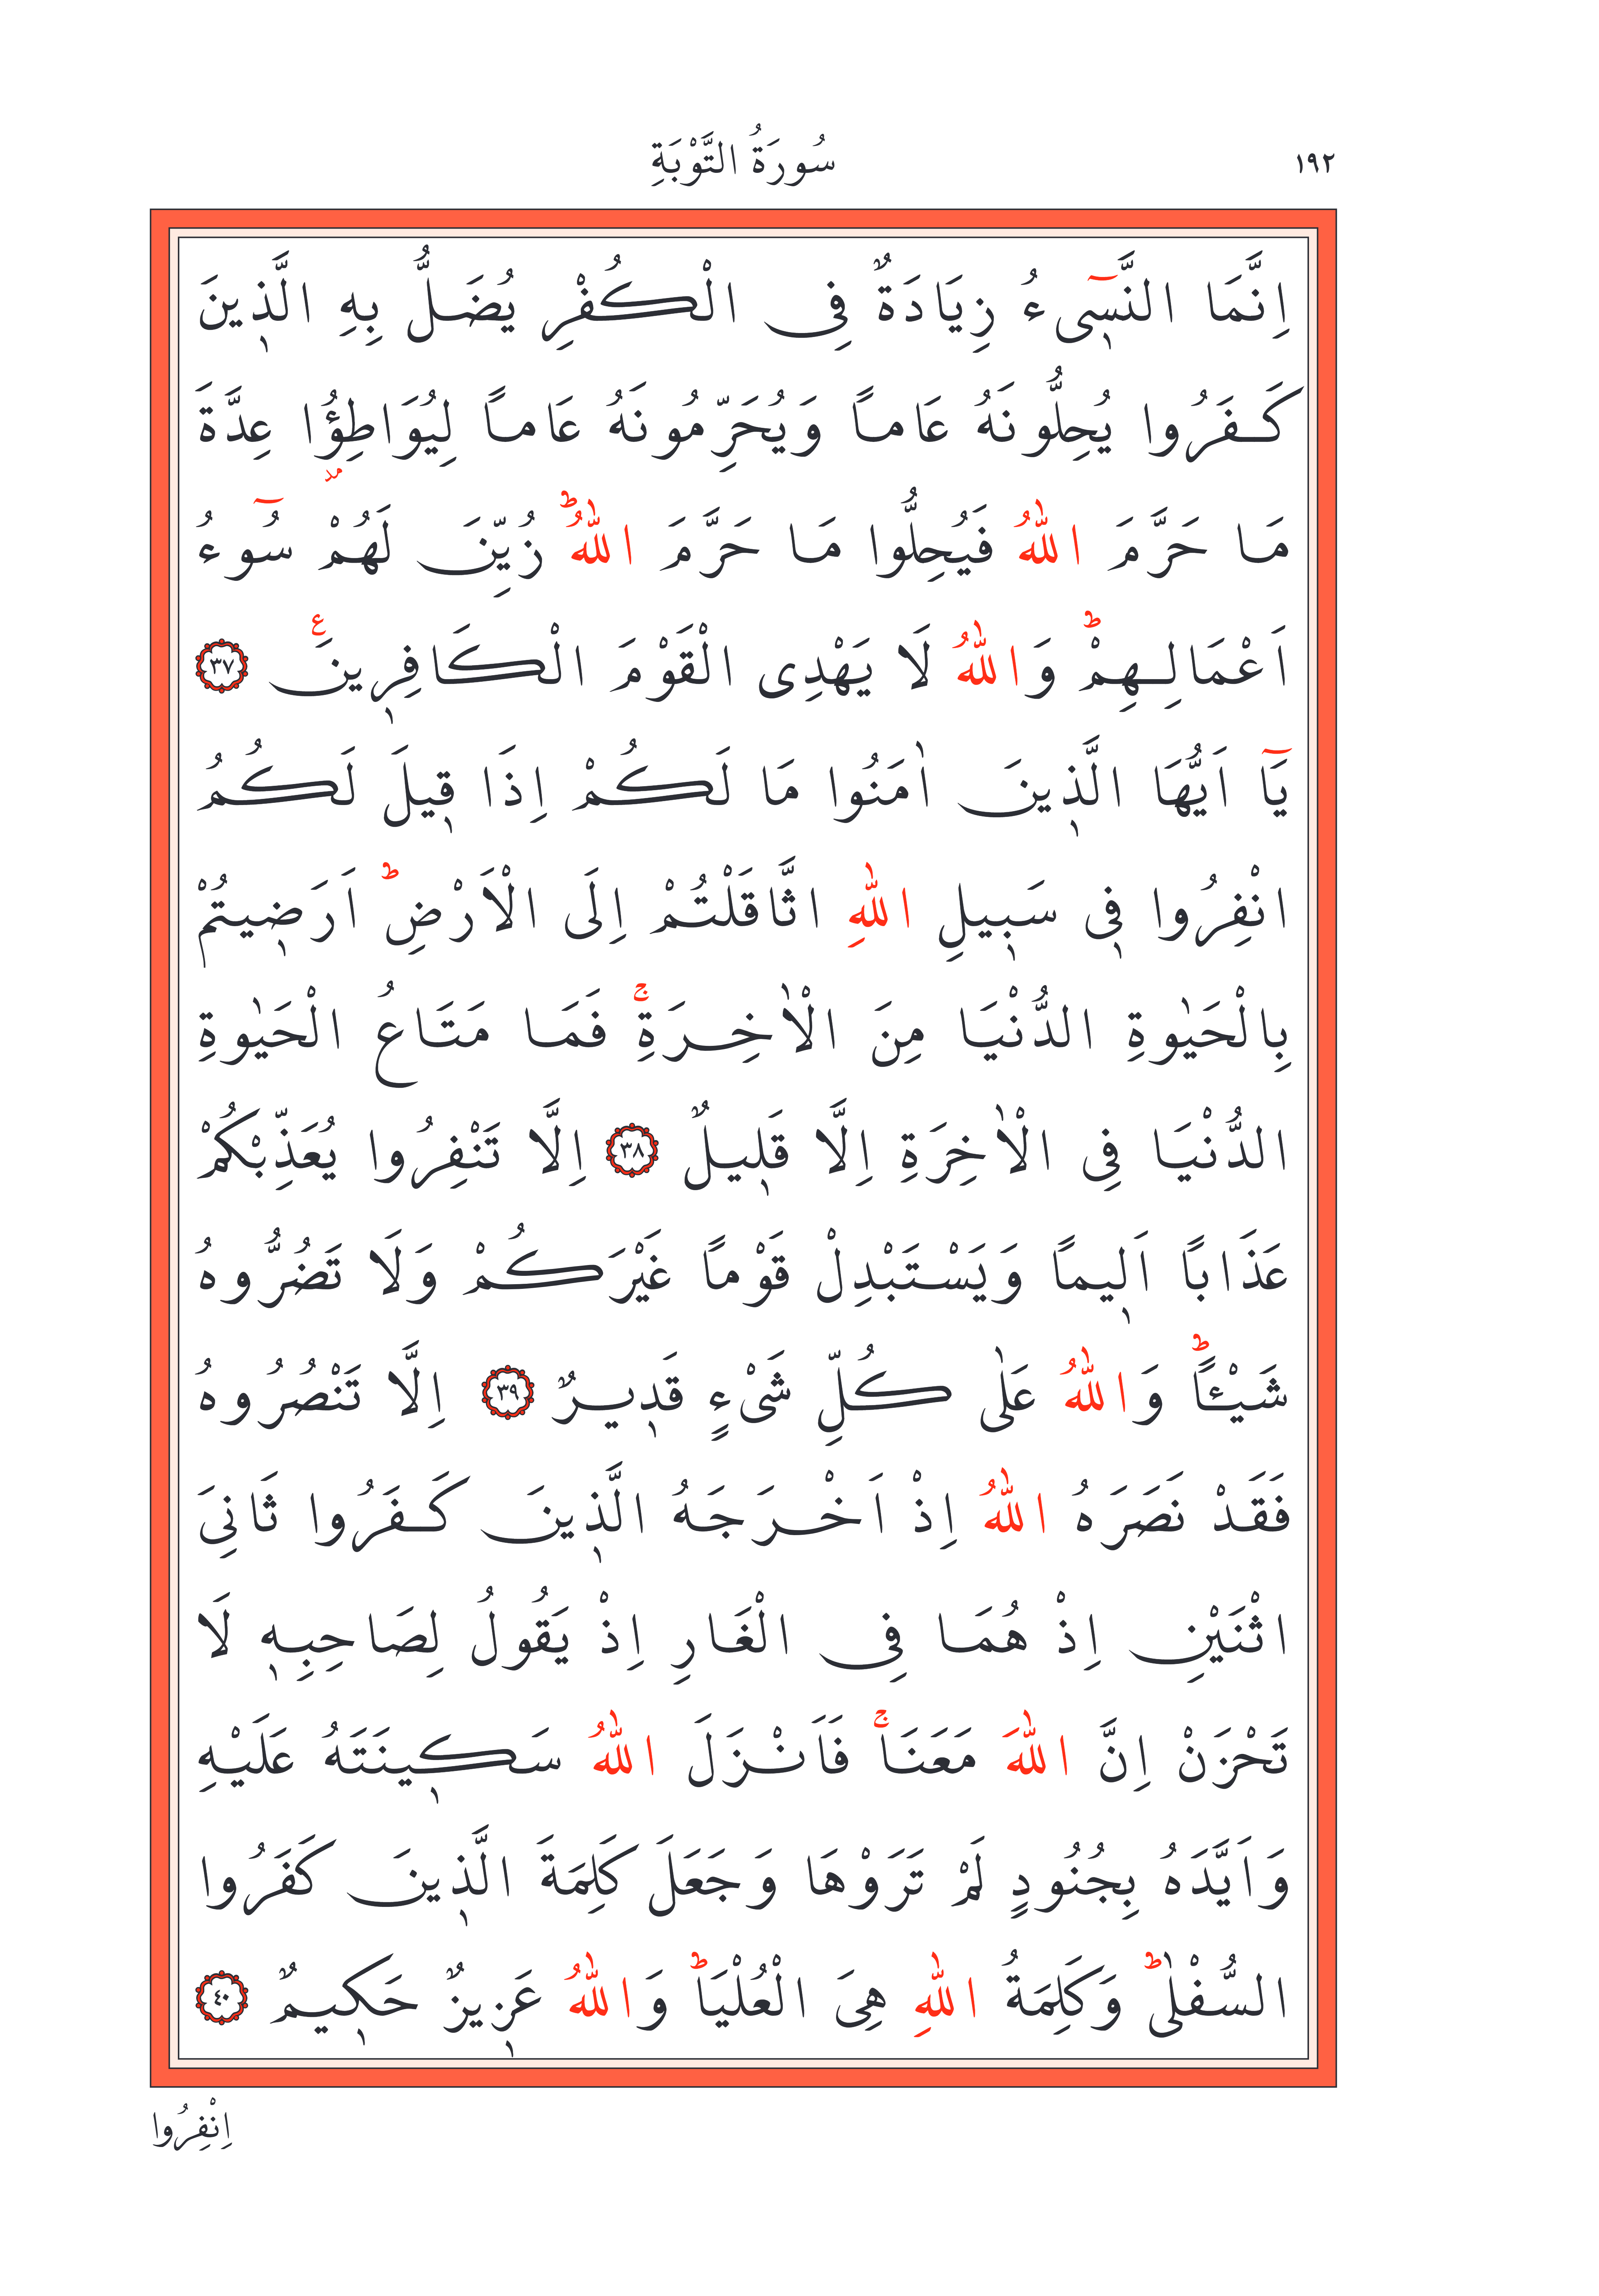 ١٩٢
سُورَةُ التَّوْبَةِ
اِنَّمَا النَّسٖٓىءُ زِيَادَةٌ فِى الْكُفْرِ يُضَلُّ بِهِ الَّذٖينَ
كَفَرُوا يُحِلُّونَهُ عَاماً وَيُحَرِّمُونَهُ عَاماً لِيُوَاطِؤُا عِدَّةَ
مَا حَرَّمَ اللّٰهُ فَيُحِلُّوا مَا حَرَّمَ اللّٰهُؕ زُيِّنَ لَهُمْ سُٓوءُ
اَعْمَالِهِمْؕ وَاللّٰهُ لَا يَهْدِى الْقَوْمَ الْكَافِرٖينَࣖ ٣٧
يَٓا اَيُّهَا الَّذٖينَ اٰمَنُوا مَا لَكُمْ اِذَا قٖيلَ لَكُمُ
انْفِرُوا فٖى سَبٖيلِ اللّٰهِ اثَّاقَلْتُمْ اِلَى الْاَرْضِؕ اَرَضٖيتُمْ
بِالْحَيٰوةِ الدُّنْيَا مِنَ الْاٰخِرَةِۚ فَمَا مَتَاعُ الْحَيٰوةِ
الدُّنْيَا فِى الْاٰخِرَةِ اِلَّا قَلٖيلٌ ٣٨ اِلَّا تَنْفِرُوا يُعَذِّبْكُمْ
عَذَابًا اَلٖيمًا وَيَسْتَبْدِلْ قَوْمًا غَيْرَكُمْ وَلَا تَضُرُّوهُ
شَيْـًٔاؕ وَاللّٰهُ عَلٰى كُلِّ شَىْءٍ قَدٖيرٌ ٣٩ اِلَّا تَنْصُرُوهُ
فَقَدْ نَصَرَهُ اللّٰهُ اِذْ اَخْرَجَهُ الَّذٖينَ كَفَرُوا ثَانِىَ
اثْنَيْنِ اِذْ هُمَا فِى الْغَارِ اِذْ يَقُولُ لِصَاحِبِهٖ لَا
تَحْزَنْ اِنَّ اللّٰهَ مَعَنَاۚ فَاَنْزَلَ اللّٰهُ سَكٖينَتَهُ عَلَيْهِ
وَاَيَّدَهُ بِجُنُودٍ لَمْ تَرَوْهَا وَجَعَلَ كَلِمَةَ الَّذٖينَ كَفَرُوا
السُّفْلٰىؕ وَكَلِمَةُ اللّٰهِ هِىَ الْعُلْيَاؕ وَاللّٰهُ عَزٖيزٌ حَكٖيمٌ ٤٠
اِنْفِرُوا